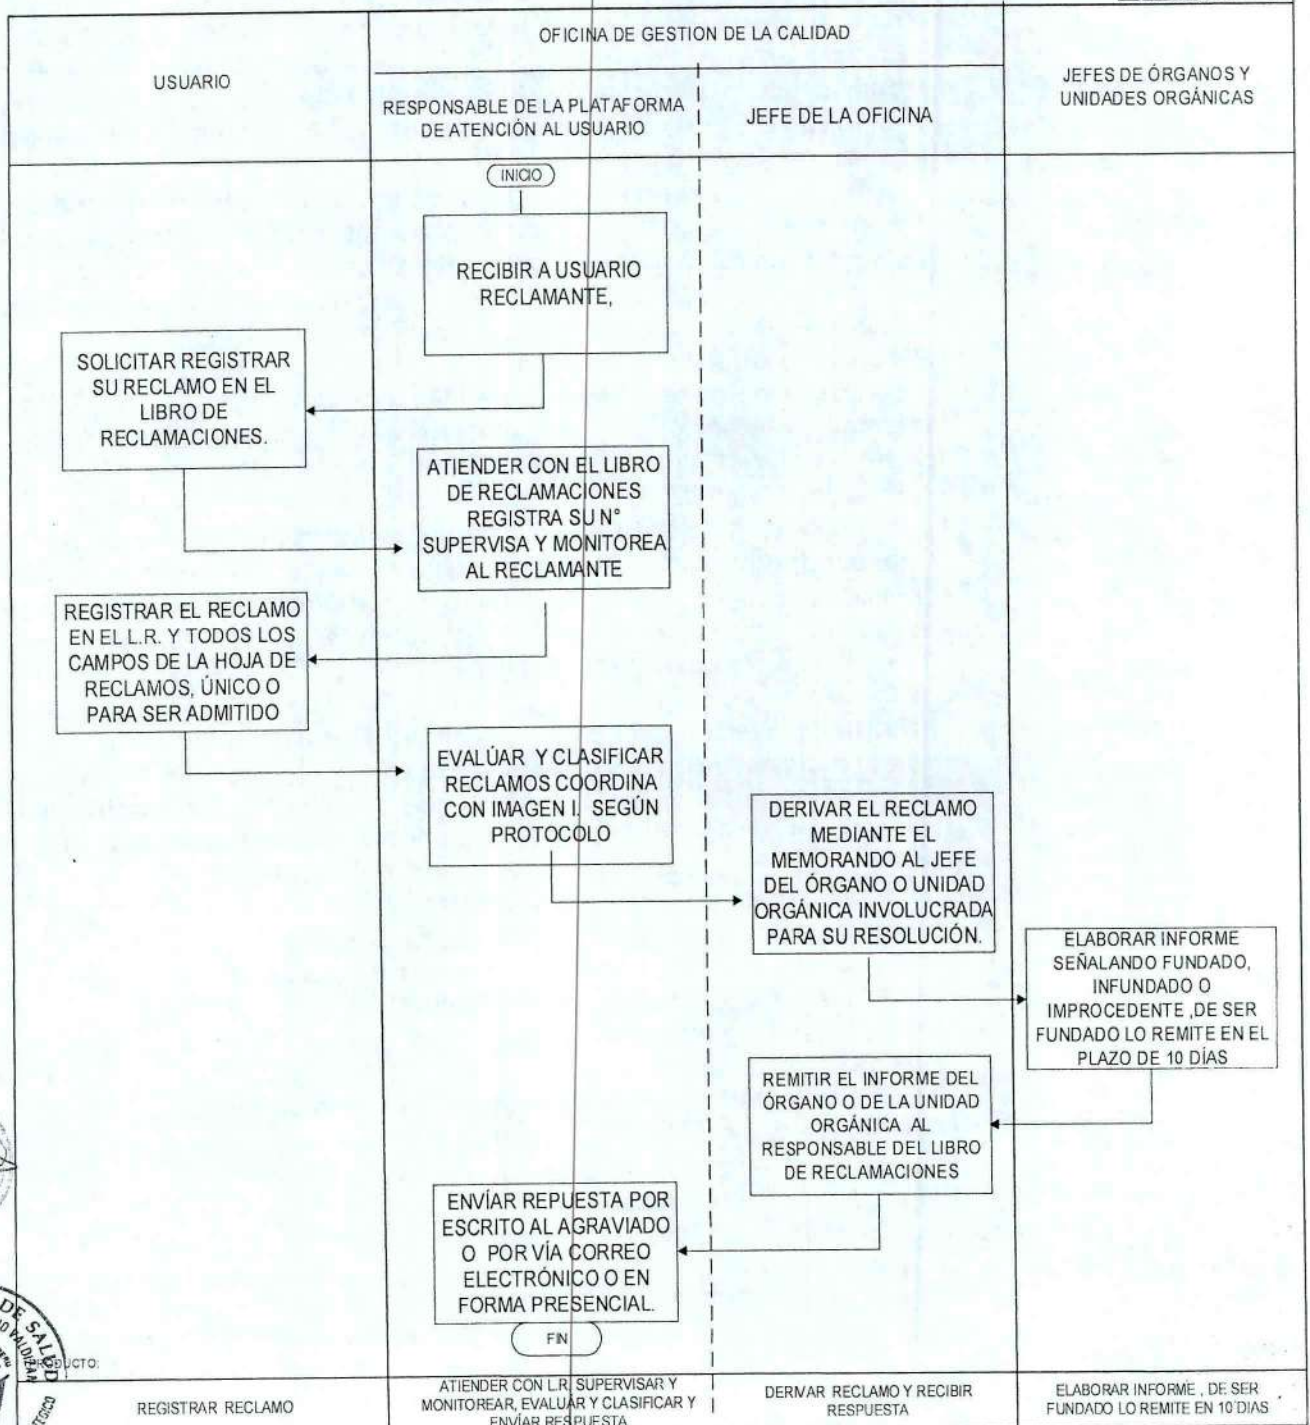 OFICINA DE GESTION DE LA CALIDAD
USUARIO
RESPONSABLE DE LA PLATAFORMA
DE ATENCIÓN AL USUARIO
JEFE DE LA OFICINA
JEFES DE ÓRGANOS Y
UNIDADES ORGÁNICAS
INICIO
RECIBIR A USUARIO
RECLAMANTE,
SOLICITAR REGISTRAR
SU RECLAMO EN EL
LIBRO DE
RECLAMACIONES.
ATIENDER CON EL LIBRO
DE RECLAMACIONES
REGISTRA SU N°
SUPERVISA Y MONITOREA
AL RECLAMANTE
REGISTRAR EL RECLAMO
EN EL L.R. Y TODOS LOS
CAMPOS DE LA HOJA DE
RECLAMOS, ÚNICO O
PARA SER ADMITIDO
EVALÚAR Y CLASIFICAR
RECLAMOS COORDINA
CON IMAGEN I. SEGÚN
PROTOCOLO
DERIVAR EL RECLAMO
MEDIANTE EL
MEMORANDO AL JEFE
DEL ÓRGANO O UNIDAD
ORGÁNICA INVOLUCRADA
PARA SU RESOLUCIÓN.
ELABORAR INFORME
SEÑALANDO FUNDADO,
INFUNDADO O
IMPROCEDENTE ,DE SER
FUNDADO LO REMITE EN EL
PLAZO DE 10 DÍAS
REMITIR EL INFORME DEL
ÓRGANO O DE LA UNIDAD
ORGÁNICA AL
RESPONSABLE DEL LIBRO
DE RECLAMACIONES
ENVÍAR REPUESTA POR
ESCRITO AL AGRAVIADO
O POR VÍA CORREO
ELECTRÓNICO O EN
FORMA PRESENCIAL.
FIN
DE SALUD
PRODUCTO:
REGISTRAR RECLAMO
ATIENDER CON L.R. SUPERVISAR Y
MONITOREAR, EVALUAR Y CLASIFICAR Y
ENVÍAR RESPUESTA
DERIVAR RECLAMO Y RECIBIR
RESPUESTA
ELABORAR INFORME , DE SER
FUNDADO LO REMITE EN 10 DIAS